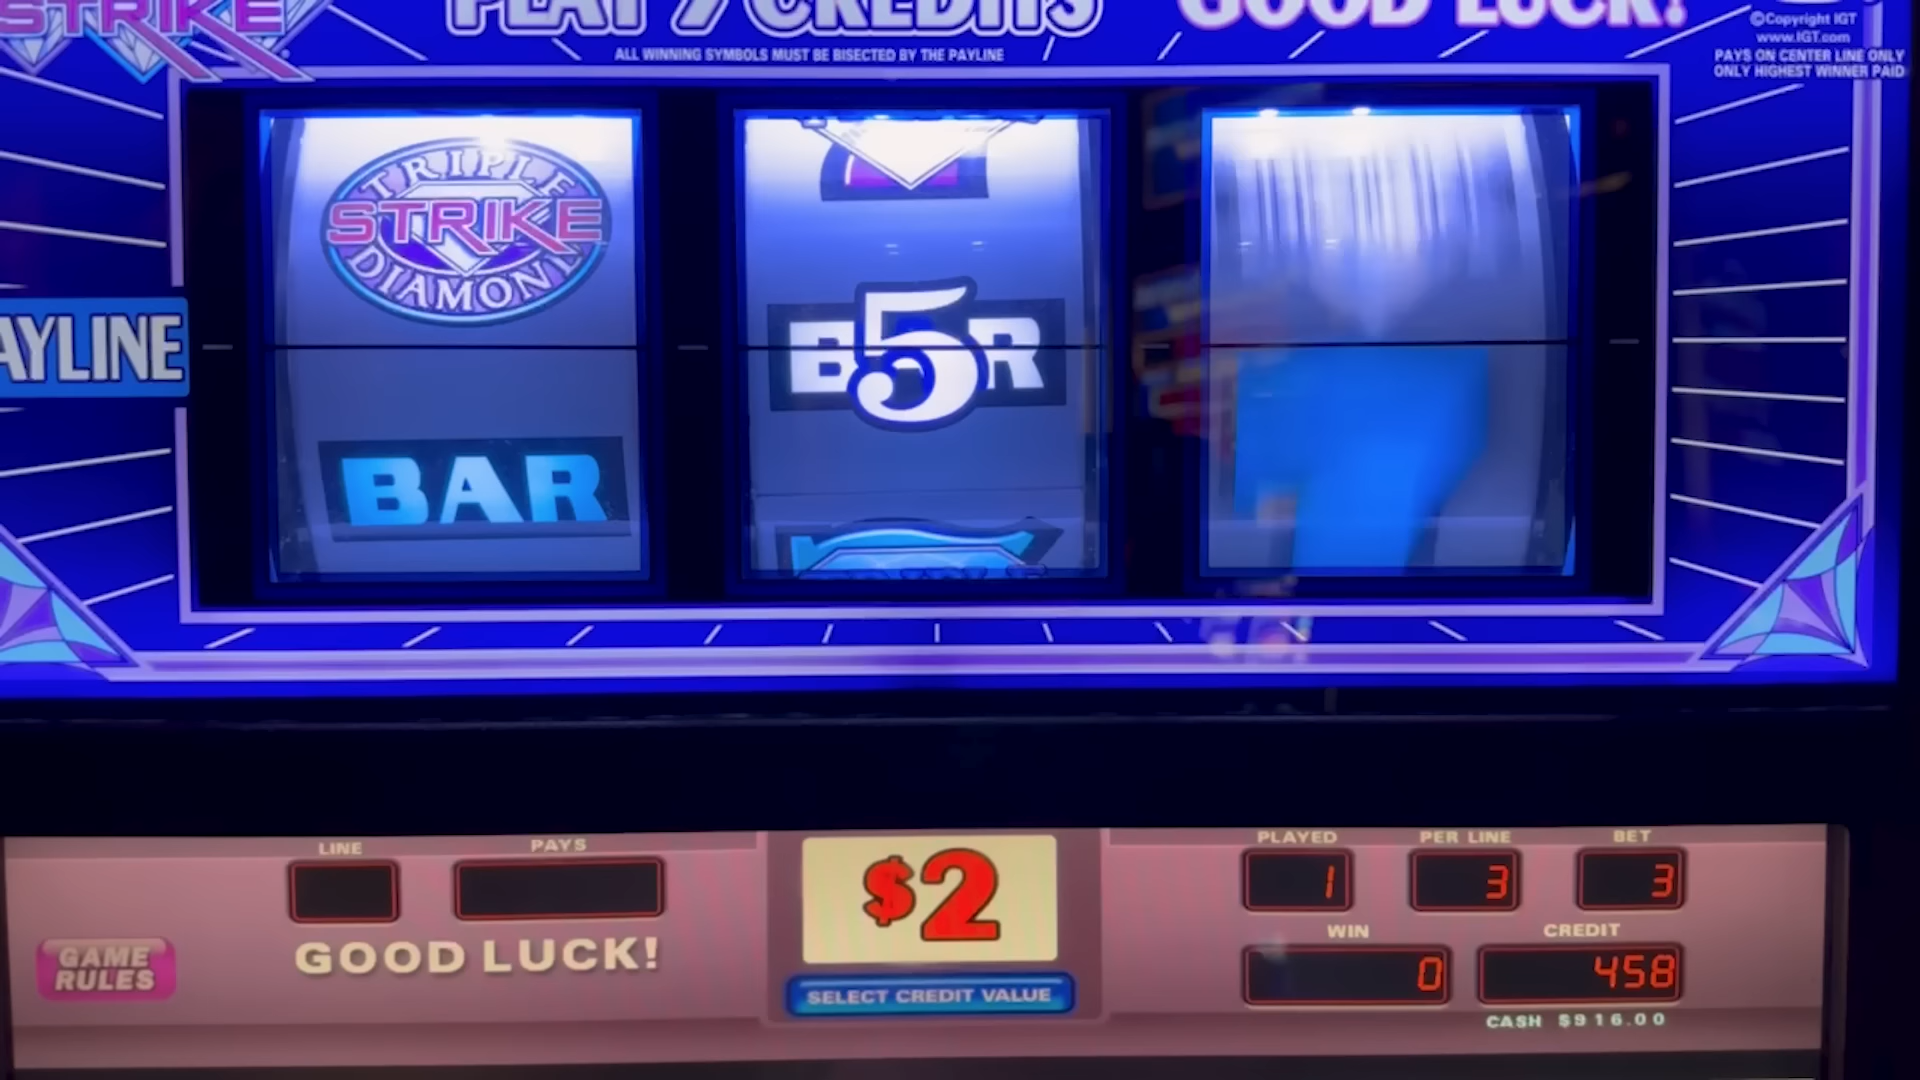 STRIKE
PLAY 7 CREDITS
GOOD LUCK!
©Copyright IGT
www.IGT.com
PAYS ON CENTER LINE ONLY
ONLY HIGHEST WINNER PAID
ALL WINNING SYMBOLS MUST BE BISECTED BY THE PAYLINE
TRIPLE
STRIKE
DIAMOND
AYLINE
BAR
5
BAR
LINE
PAYS
GOOD LUCK!
GAME
RULES
$2
SELECT CREDIT VALUE
PLAYED
PER LINE
BET
1
3
3
WIN
CREDIT
0
458
CASH $916.00